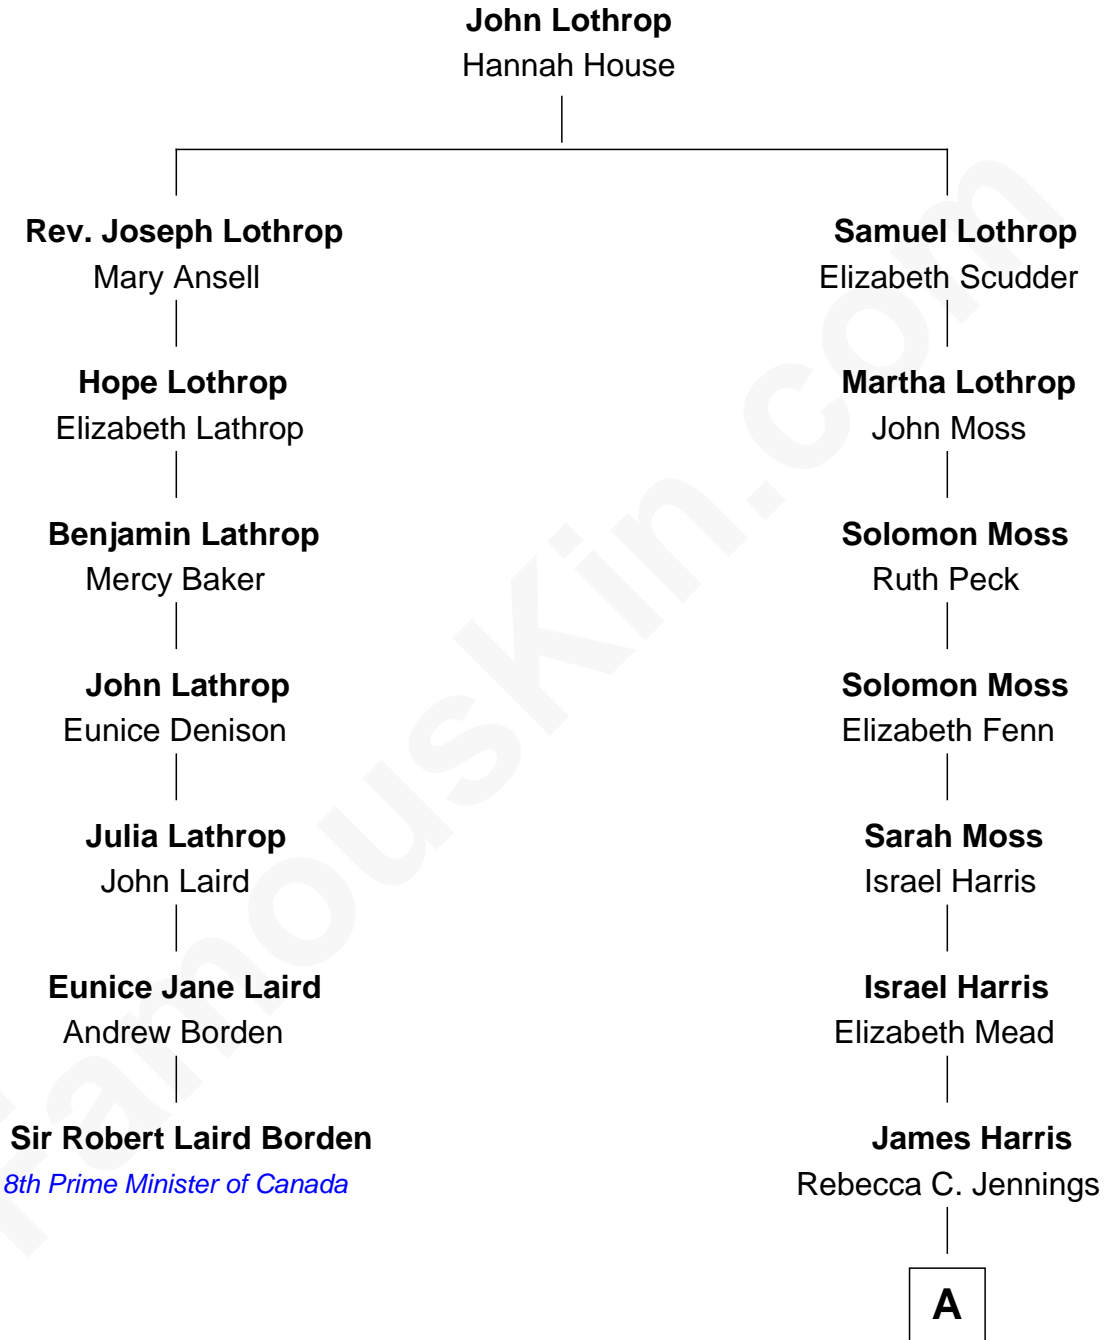 John Lothrop
Hannah House
Rev. Joseph Lothrop
Mary Ansell
Samuel Lothrop
Elizabeth Scudder
Hope Lothrop
Elizabeth Lathrop
Martha Lothrop
John Moss
Benjamin Lathrop
Mercy Baker
Solomon Moss
Ruth Peck
John Lathrop
Eunice Denison
Solomon Moss
Elizabeth Fenn
Julia Lathrop
John Laird
Sarah Moss
Israel Harris
Eunice Jane Laird
Andrew Borden
Israel Harris
Elizabeth Mead
Sir Robert Laird Borden
8th Prime Minister of Canada
James Harris
Rebecca C. Jennings
A
FamousKin.com